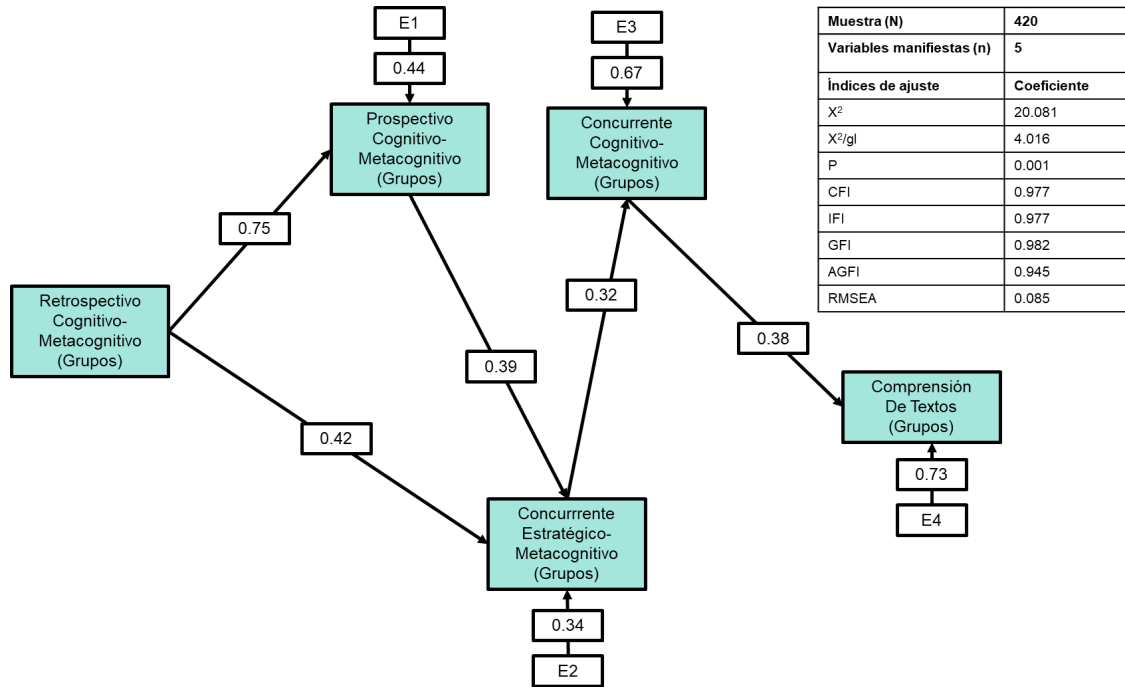 E1
0.44
Prospectivo
Cognitivo-
Metacognitivo
(Grupos)
E3
0.67
Concurrente
Cognitivo-
Metacognitivo
(Grupos)
Muestra (N) 420
Variables manifiestas (n) 5
Índices de ajuste Coeficiente
X² 20.081
X²/gl 4.016
P 0.001
CFI 0.977
IFI 0.977
GFI 0.982
AGFI 0.945
RMSEA 0.085
0.75
Retrospectivo
Cognitivo-
Metacognitivo
(Grupos)
0.32
0.38
0.39
0.42
Comprensión
De Textos
(Grupos)
0.73
E4
Concurrrente
Estratégico-
Metacognitivo
(Grupos)
0.34
E2